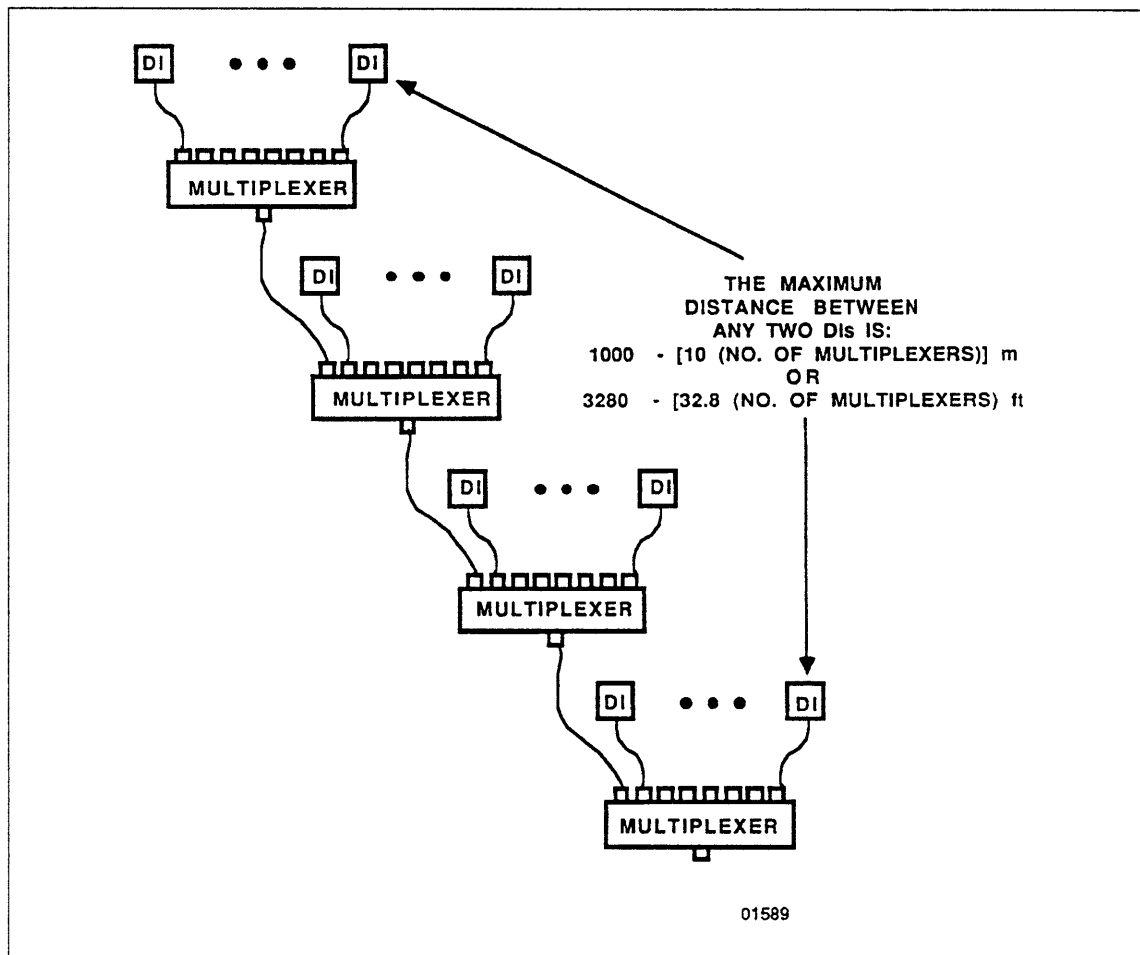 DI • • • DI
MULTIPLEXER
DI • • • DI
MULTIPLEXER
THE MAXIMUM
DISTANCE BETWEEN
ANY TWO DIs IS:
1000 - [10 (NO. OF MULTIPLEXERS)] m
OR
3280 - [32.8 (NO. OF MULTIPLEXERS) ft
DI • • • DI
MULTIPLEXER
DI • • • DI
MULTIPLEXER
01589